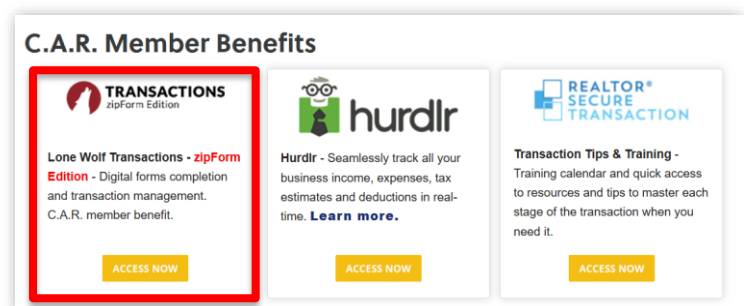 C.A.R. Member Benefits
TRANSACTIONS
zipForm Edition
Lone Wolf Transactions - zipForm
Edition - Digital forms completion
and transaction management.
C.A.R. member benefit.
ACCESS NOW
hurdlr
Hurdlr - Seamlessly track all your
business income, expenses, tax
estimates and deductions in real-
time. Learn more.
ACCESS NOW
REALTOR®
SECURE
TRANSACTION
Transaction Tips & Training -
Training calendar and quick access
to resources and tips to master each
stage of the transaction when you
need it.
ACCESS NOW